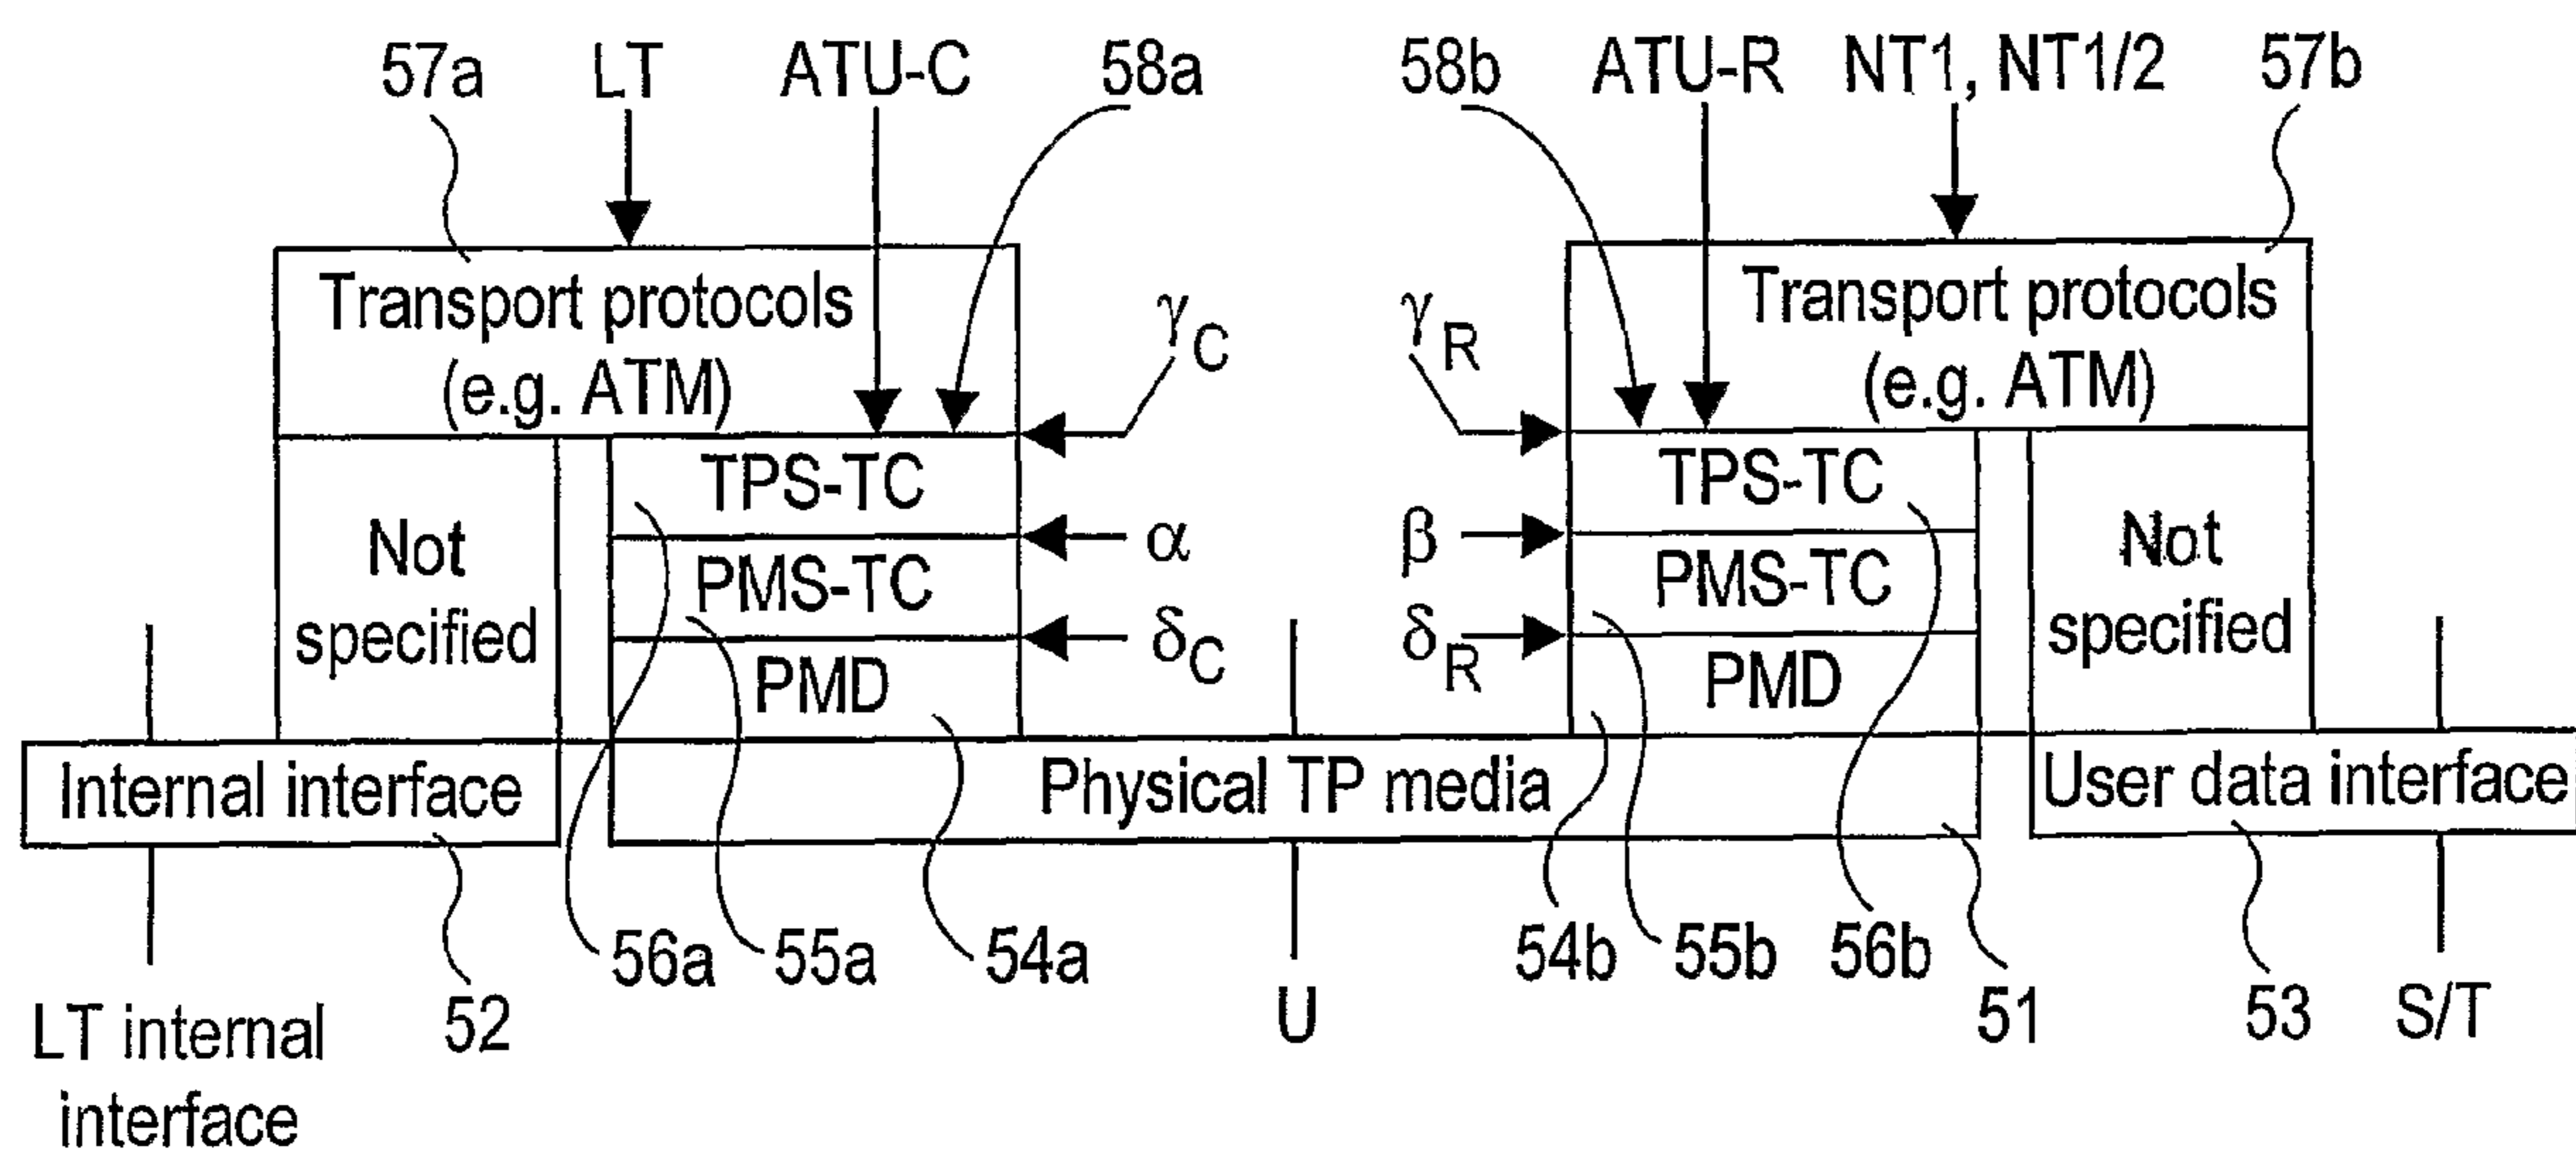 57a LT ATU-C 58a 58b ATU-R NT1, NT1/2 57b
Transport protocols
(e.g. ATM)
γC
γR
Transport protocols
(e.g. ATM)
TPS-TC
TPS-TC
Not
specified
α
β
Not
specified
PMS-TC
PMS-TC
δC
δR
PMD
PMD
Internal interface
Physical TP media
User data interface
56a 55a 54a
54b 55b 56b
LT internal
interface
52
U
51
53
S/T